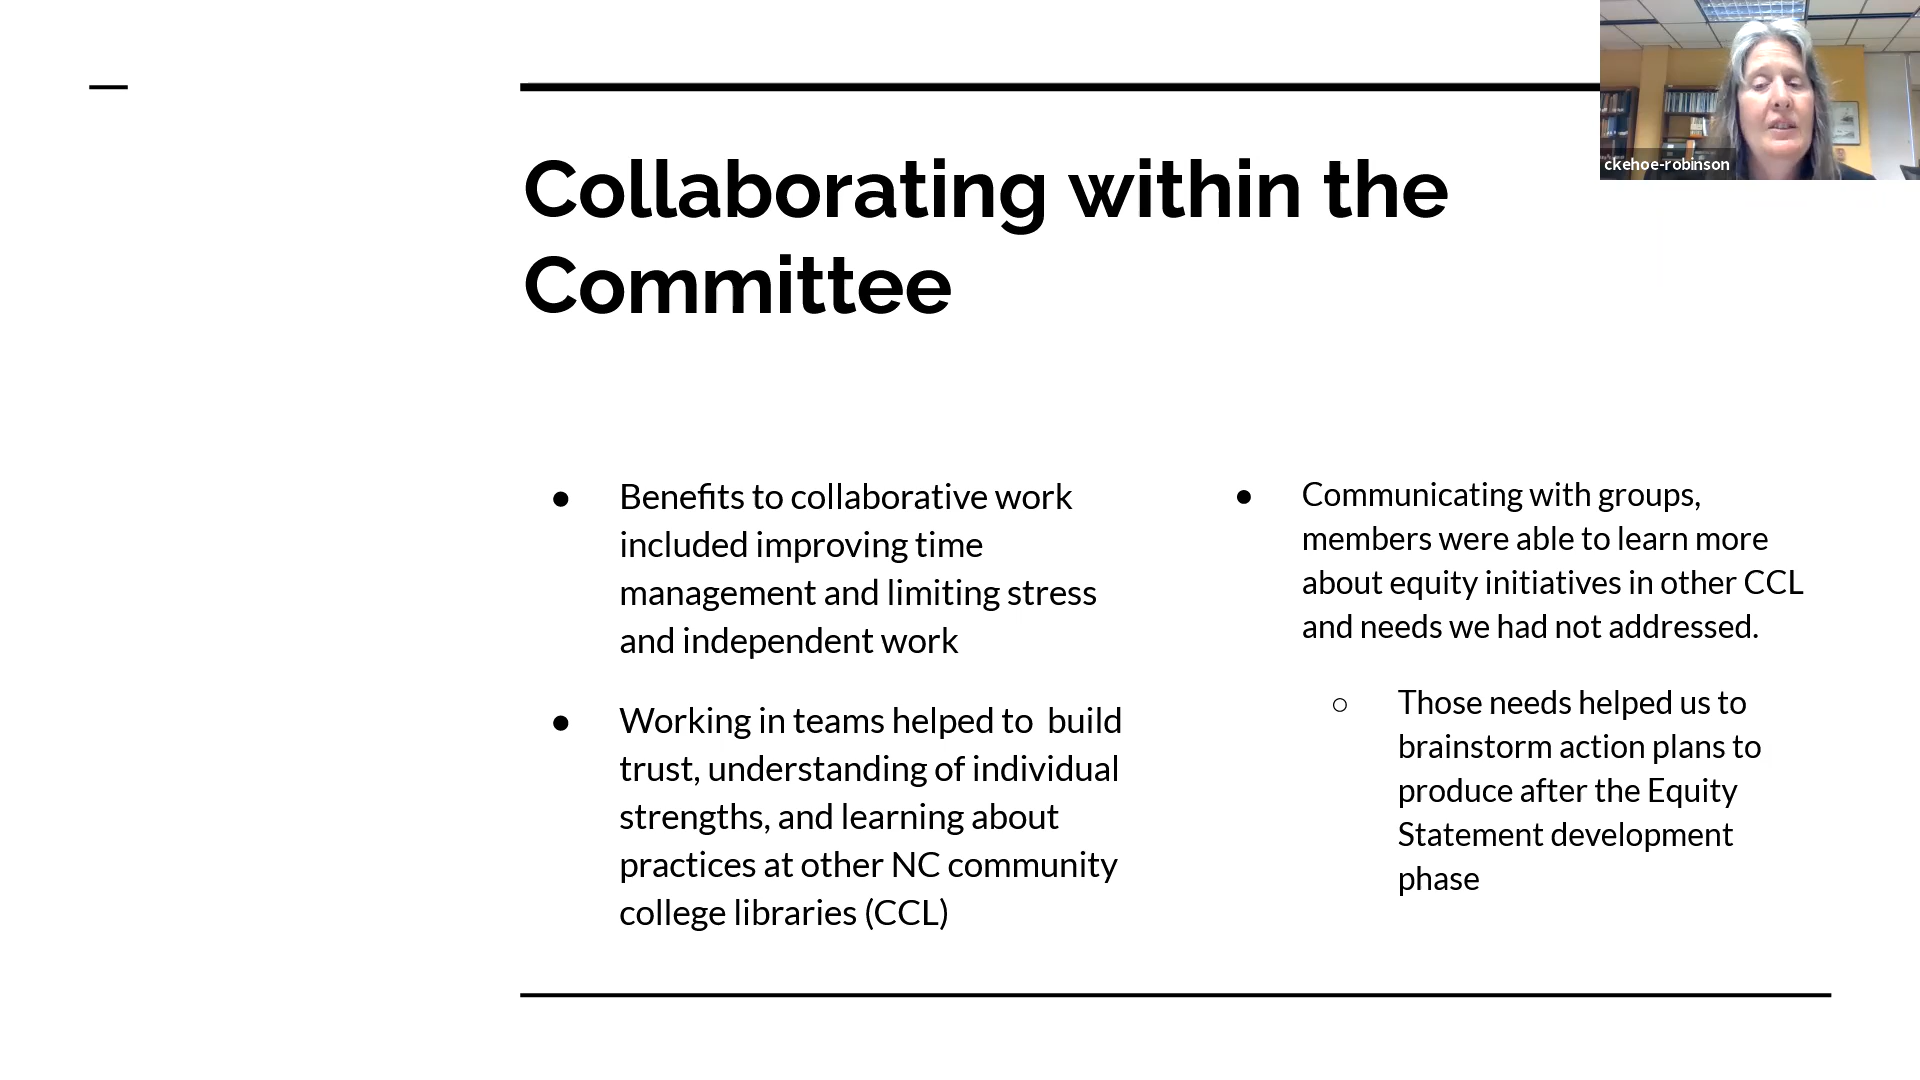 ckehoe-robinson
Collaborating within the
Committee
● Benefits to collaborative work
included improving time
management and limiting stress
and independent work
● Working in teams helped to  build
trust, understanding of individual
strengths, and learning about
practices at other NC community
college libraries (CCL)
● Communicating with groups,
members were able to learn more
about equity initiatives in other CCL
and needs we had not addressed.
○ Those needs helped us to
brainstorm action plans to
produce after the Equity
Statement development
phase